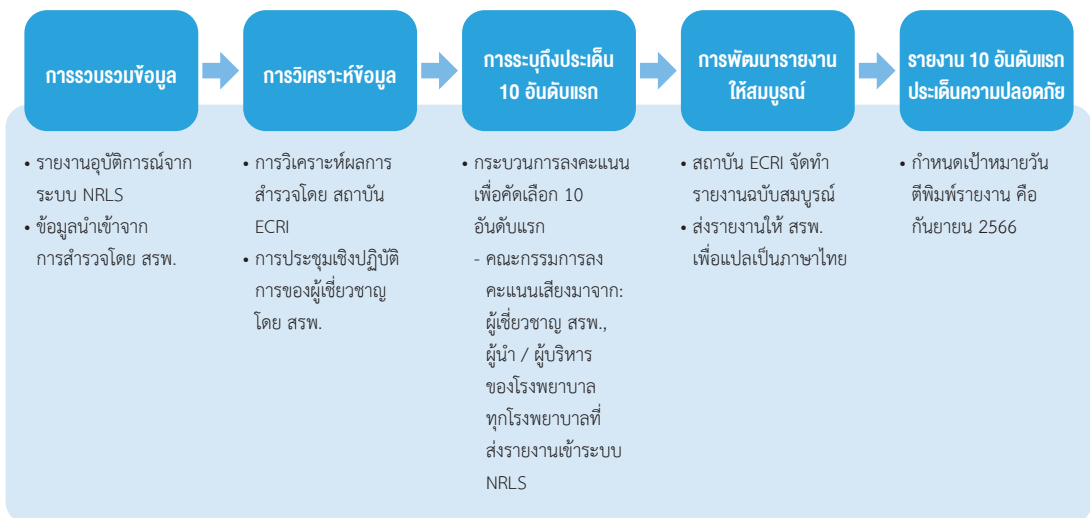 การรวบรวมข้อมูล
การวิเคราะห์ข้อมูล
การระบุถึงประเด็น
10 อันดับแรก
การพัฒนารายงาน
ให้สมบูรณ์
รายงาน 10 อันดับแรก
ประเด็นความปลอดภัย
• รายงานอุบัติการณ์จาก
ระบบ NRLS
• ข้อมูลนำเข้าจาก
การสำรวจโดย สรพ.
• การวิเคราะห์ผลการ
สำรวจโดย สถาบัน
ECRI
• การประชุมเชิงปฏิบัติ
การของผู้เชี่ยวชาญ
โดย สรพ.
• กระบวนการลงคะแนน
เพื่อคัดเลือก 10
อันดับแรก
- คณะกรรมการลง
คะแนนเสียงมาจาก:
ผู้เชี่ยวชาญ สรพ.,
ผู้นำ / ผู้บริหาร
ของโรงพยาบาล
ทุกโรงพยาบาลที่
ส่งรายงานเข้าระบบ
NRLS
• สถาบัน ECRI จัดทำ
รายงานฉบับสมบูรณ์
• ส่งรายงานให้ สรพ.
เพื่อแปลเป็นภาษาไทย
• กำหนดเป้าหมายวัน
ตีพิมพ์รายงาน คือ
กันยายน 2566